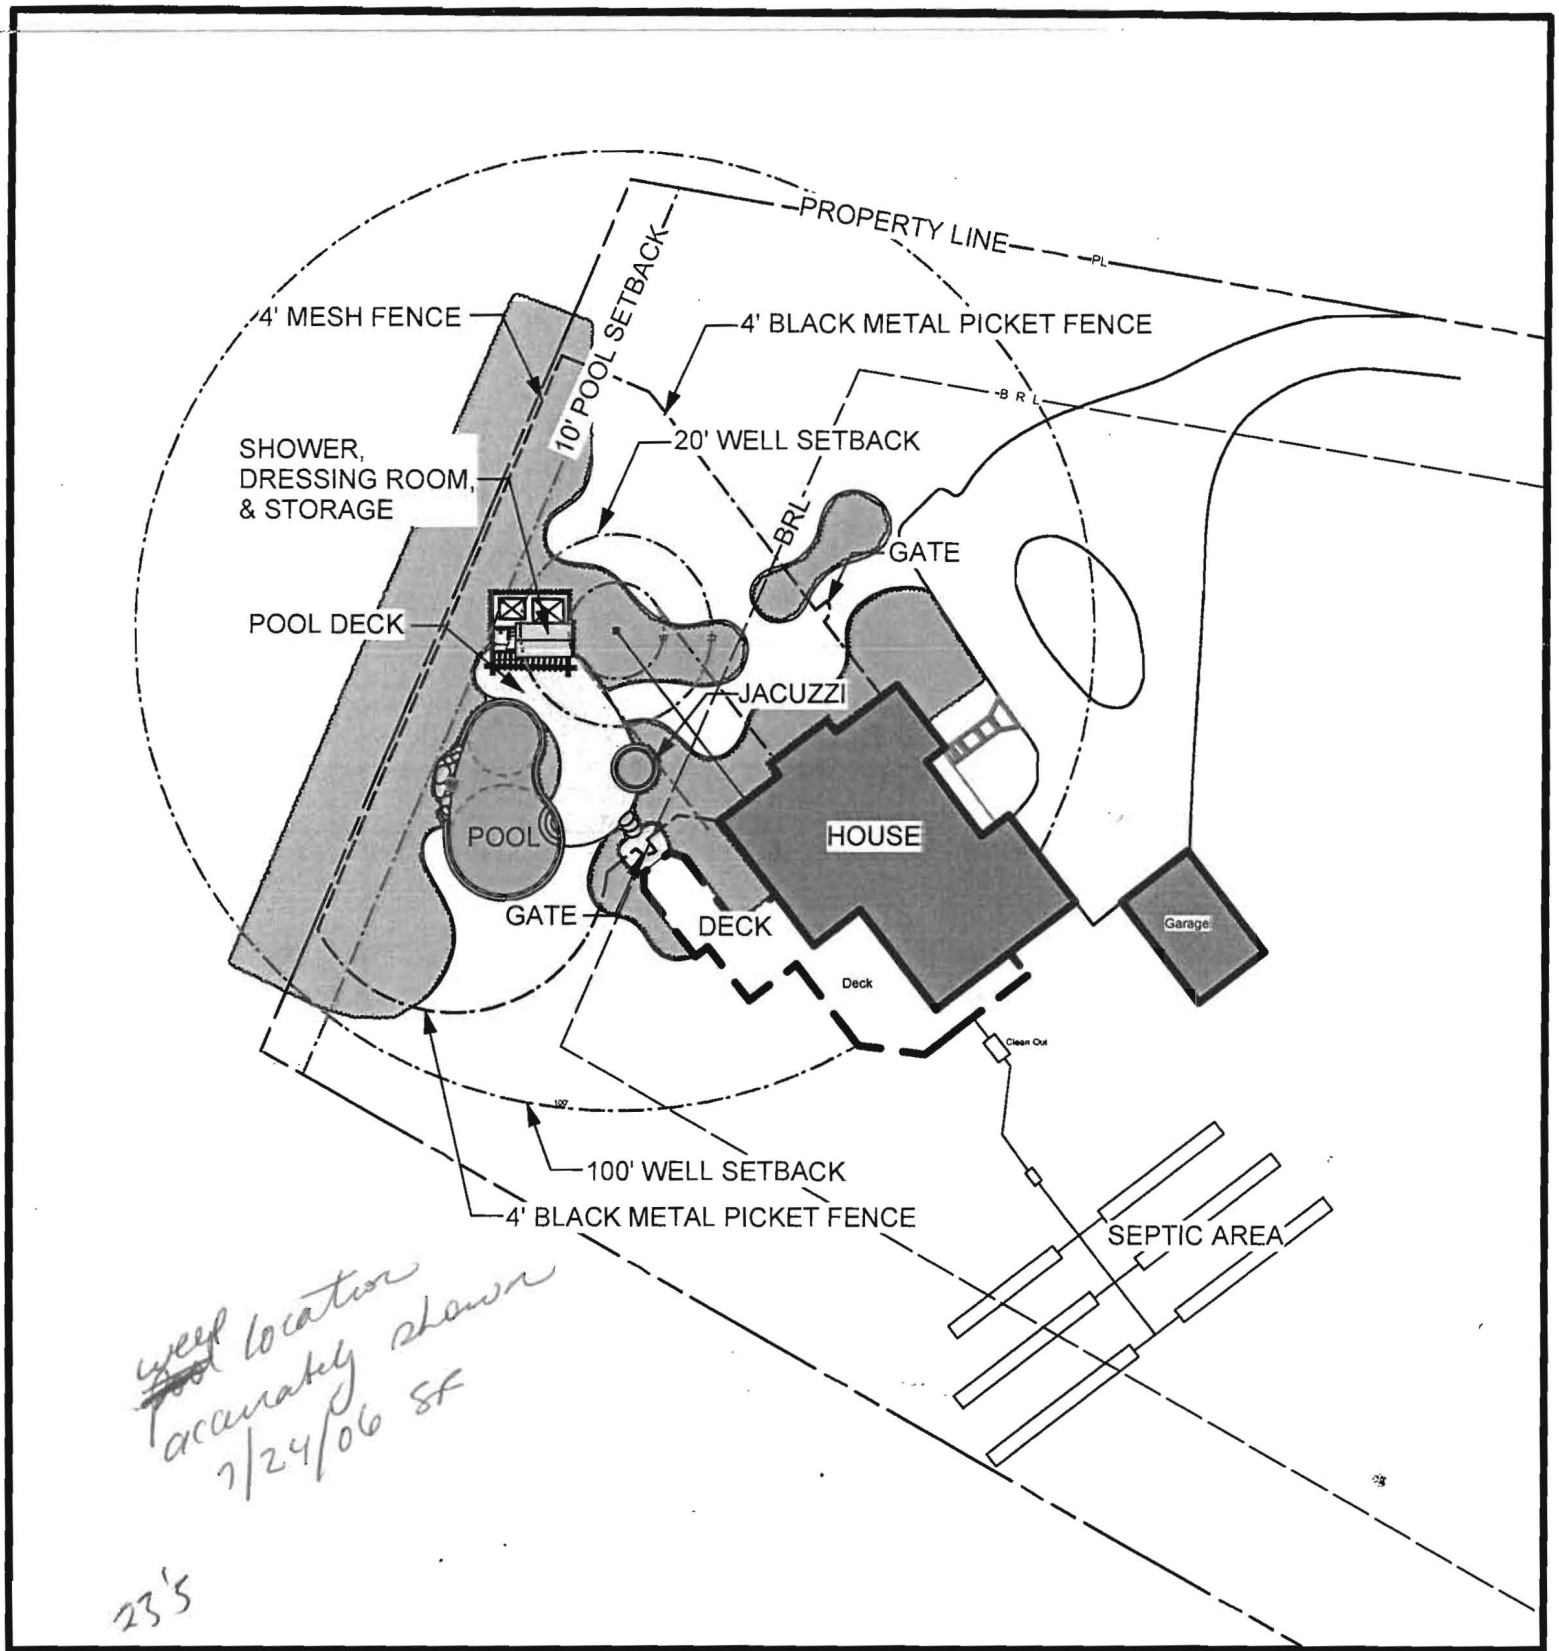 PROPERTY LINE
PL
10' POOL SETBACK
4' MESH FENCE
4' BLACK METAL PICKET FENCE
B R L
20' WELL SETBACK
SHOWER,
DRESSING ROOM,
& STORAGE
BRL
GATE
POOL DECK
JACUZZI
POOL
HOUSE
GATE
DECK
Garage
Deck
Clean Out
100'
100' WELL SETBACK
4' BLACK METAL PICKET FENCE
SEPTIC AREA
well location
accurately shown
7/24/06 SF
23'5